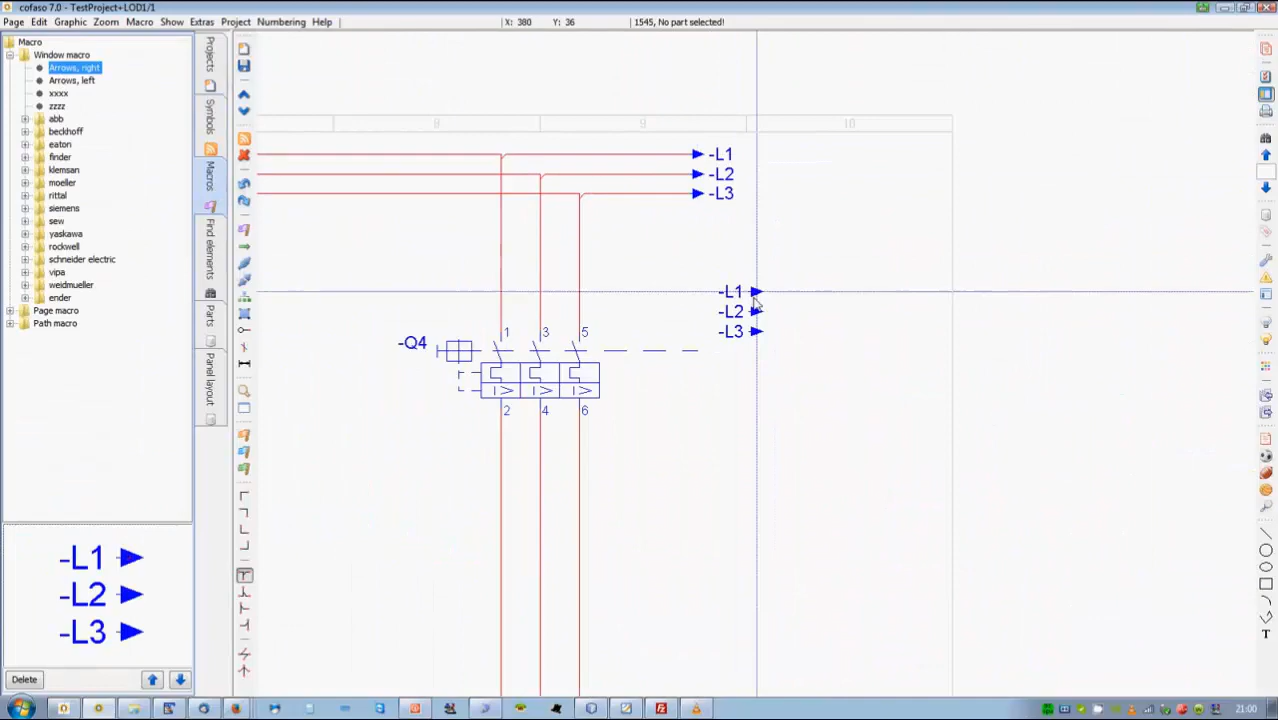 cofaso 7.0 - TestProject+LOD1/1
Page Edit Graphic Zoom Macro Show Extras Project Numbering Help X: 380 Y: 36 1545, No part selected!
Macro
Window macro
Arrows, right
Arrows, left
xxxx
zzzz
abb
beckhoff
eaton
finder
klemsan
moeller
rittal
siemens
sew
yaskawa
rockwell
schneider electric
vipa
weidmueller
ender
Page macro
Path macro
Projects
Symbols
Macros
Find elements
Parts
Panel layout
8 9 10
-L1
-L2
-L3
-L1
-L2
-L3
-Q4
1 3 5
2 4 6
-L1
-L2
-L3
Delete
T
21:00